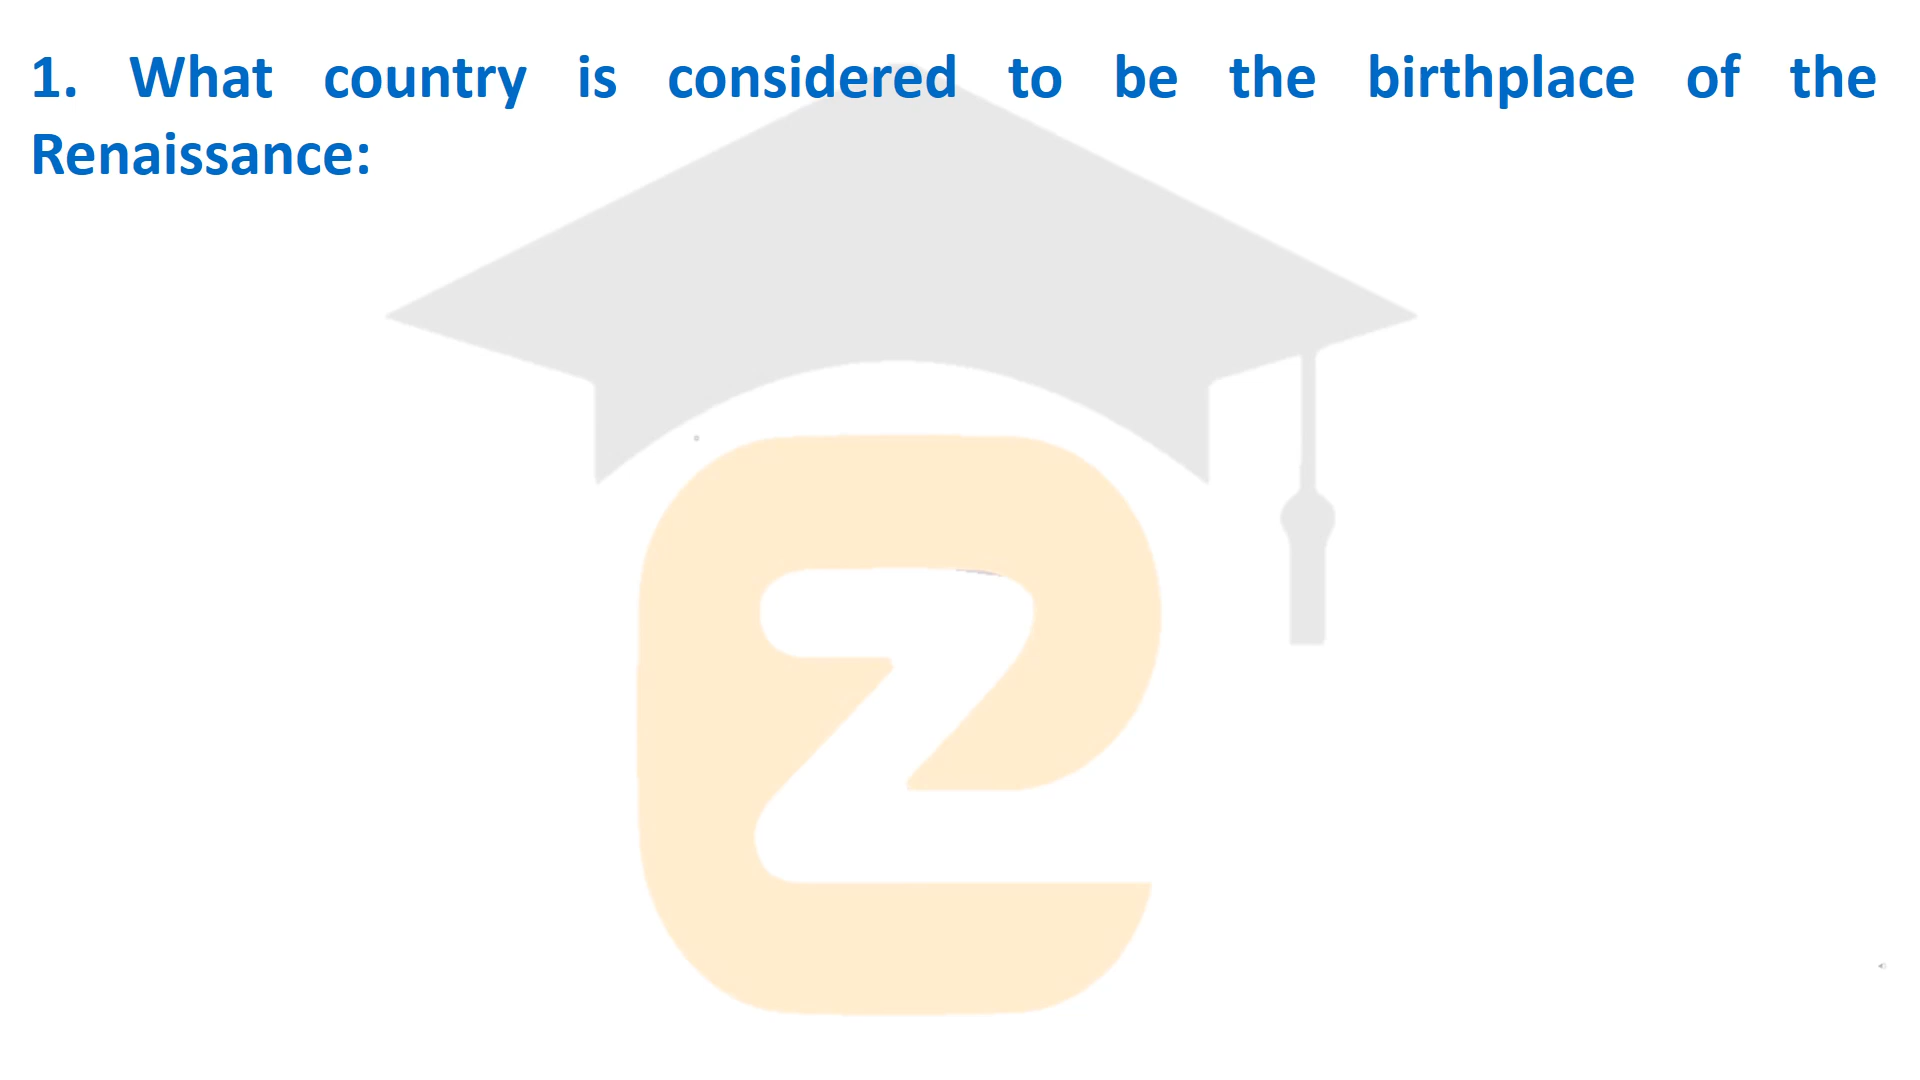 1. What country is considered to be the birthplace of the
Renaissance: